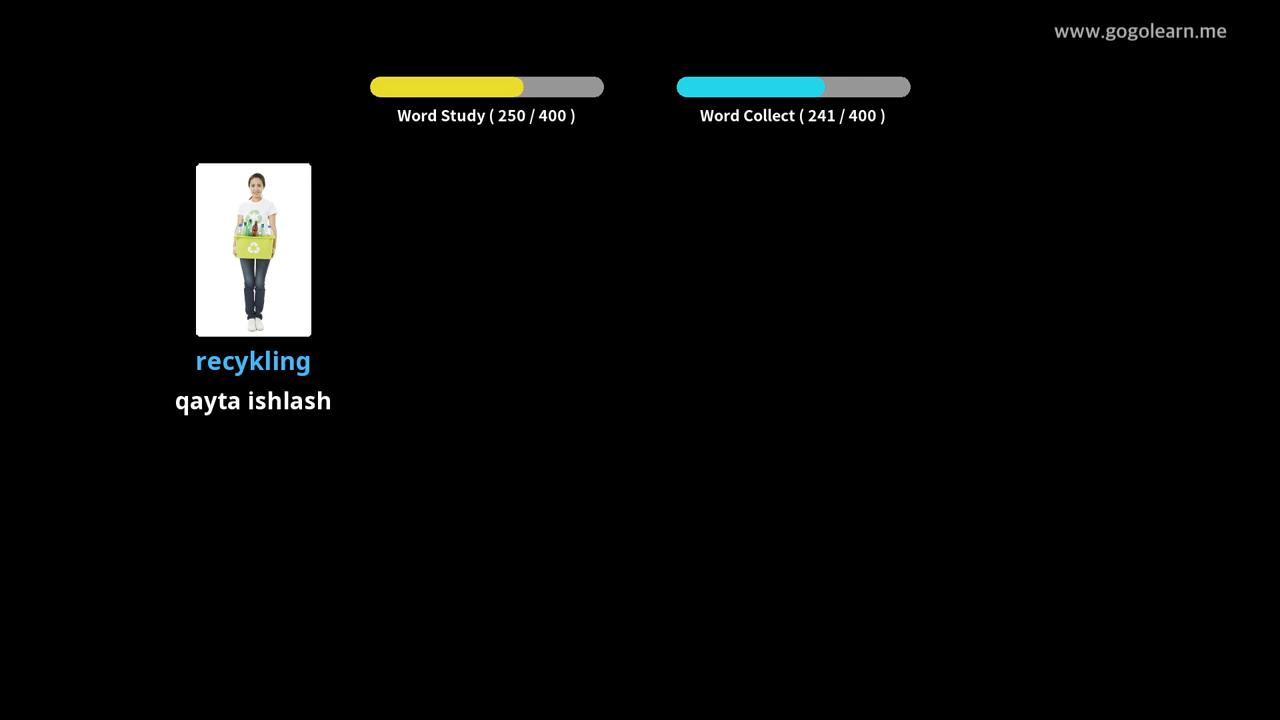 www.gogolearn.me
Word Study ( 250 / 400 )
Word Collect ( 241 / 400 )
recykling
qayta ishlash